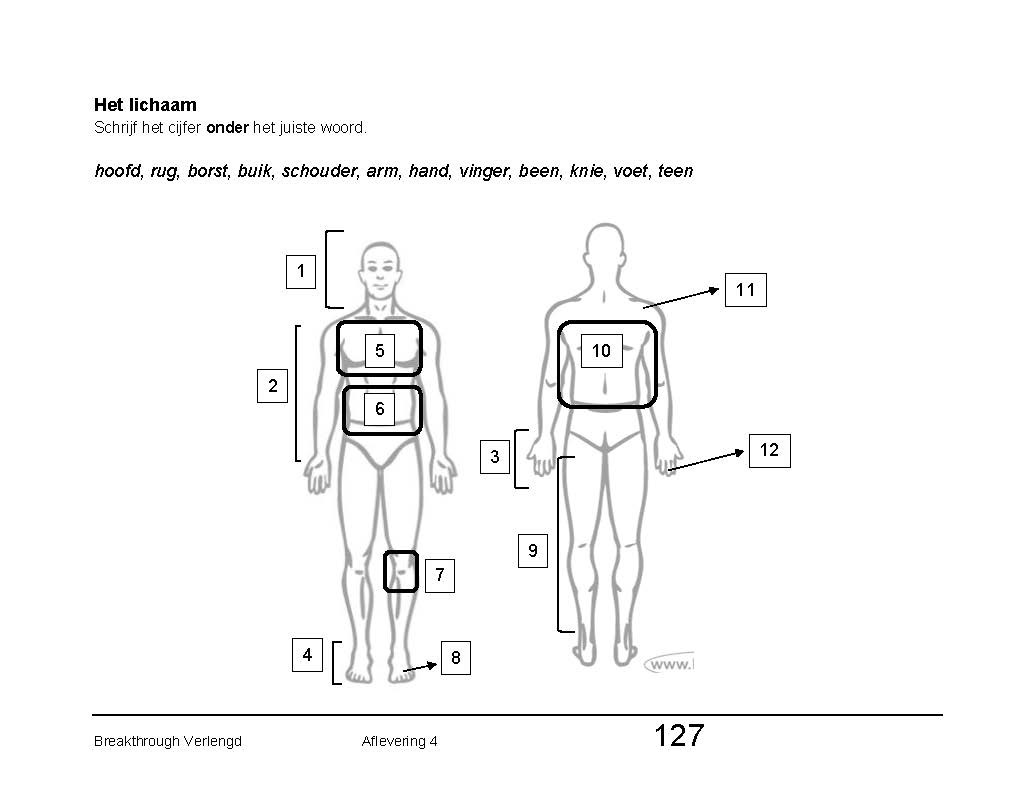 Het lichaam
Schrijf het cijfer onder het juiste woord.
hoofd, rug, borst, buik, schouder, arm, hand, vinger, been, knie, voet, teen
1
11
5
10
2
6
3
12
9
7
4
8
www.
Breakthrough Verlengd Aflevering 4 127